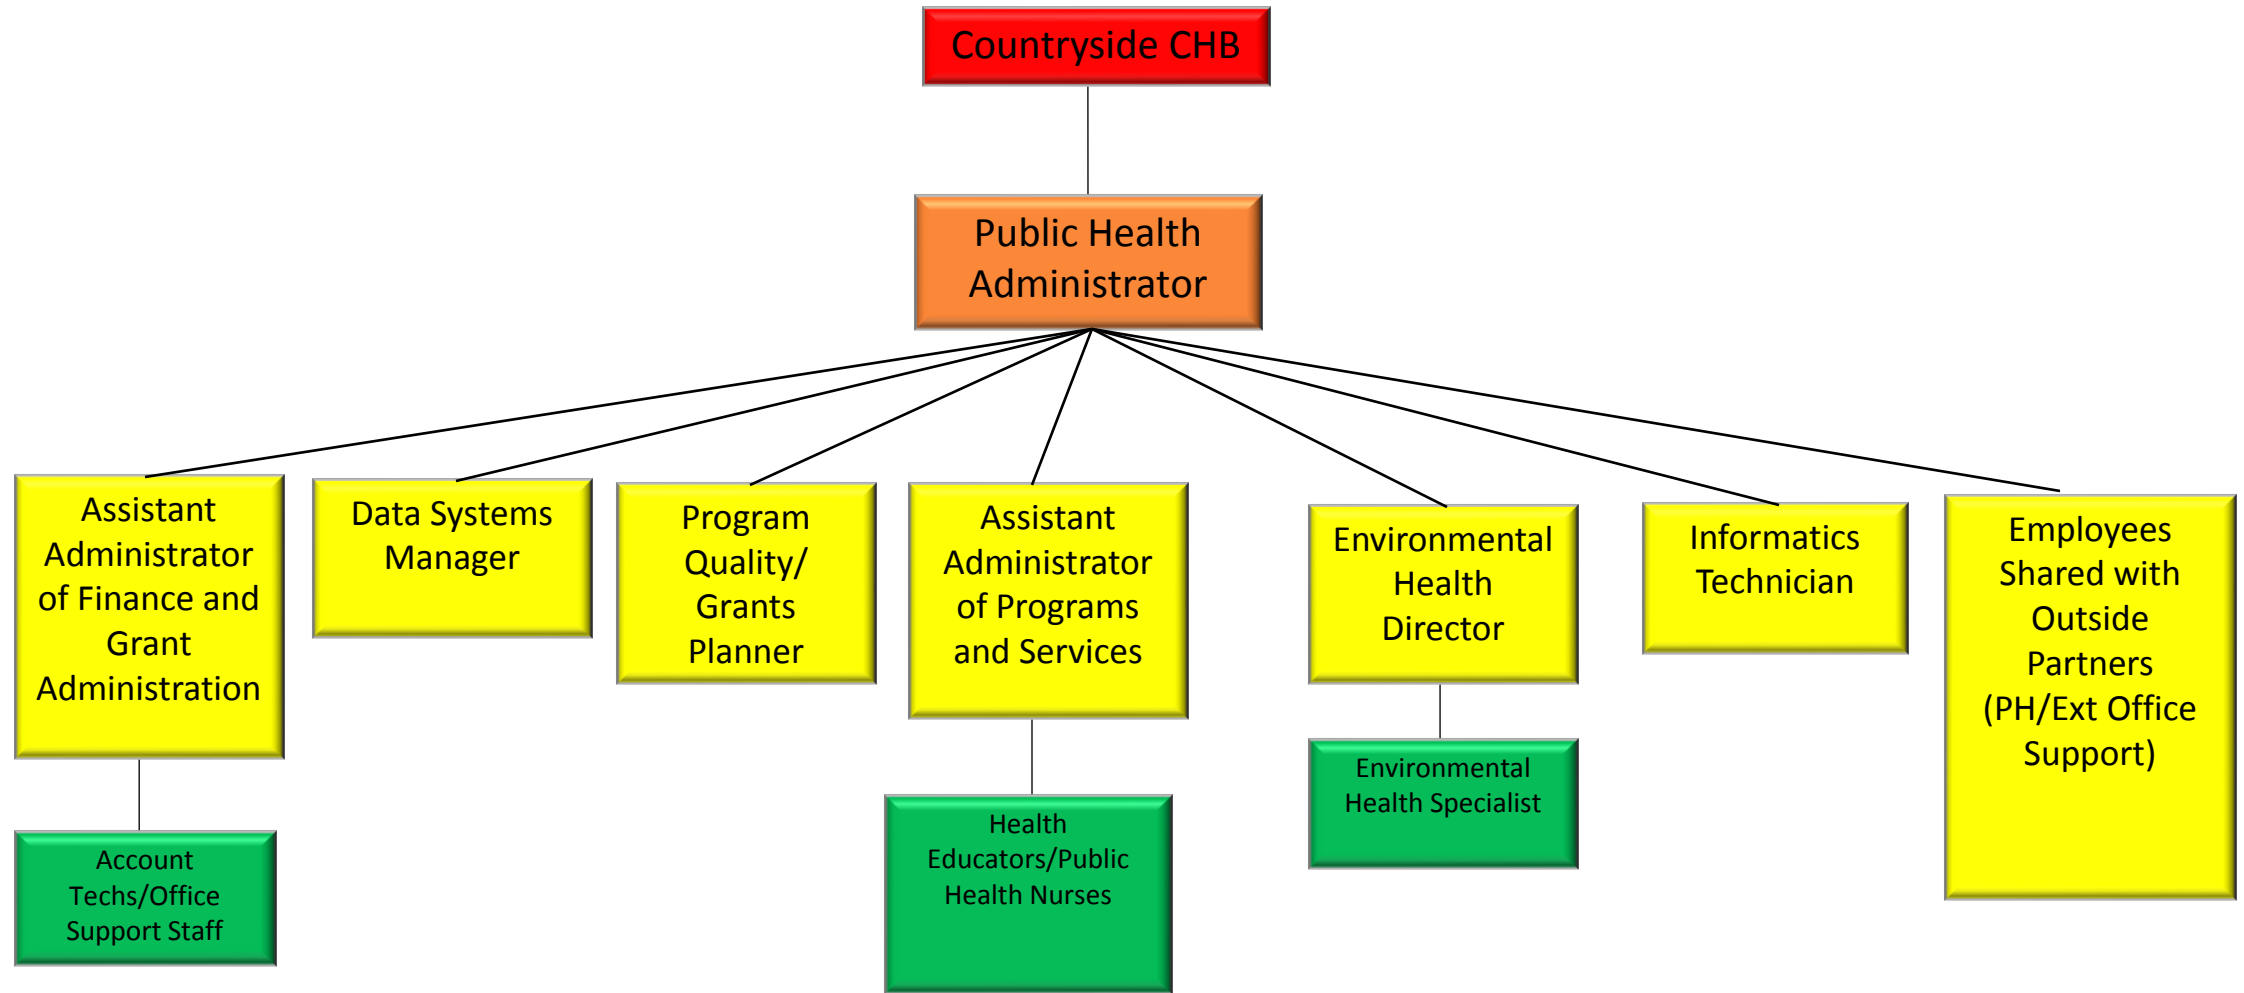 Countryside CHB
Public Health
Administrator
Assistant
Administrator
of Finance and
Grant
Administration
Data Systems
Manager
Program
Quality/
Grants
Planner
Assistant
Administrator
of Programs
and Services
Environmental
Health
Director
Informatics
Technician
Employees
Shared with
Outside
Partners
(PH/Ext Office
Support)
Account
Techs/Office
Support Staff
Health
Educators/Public
Health Nurses
Environmental
Health Specialist